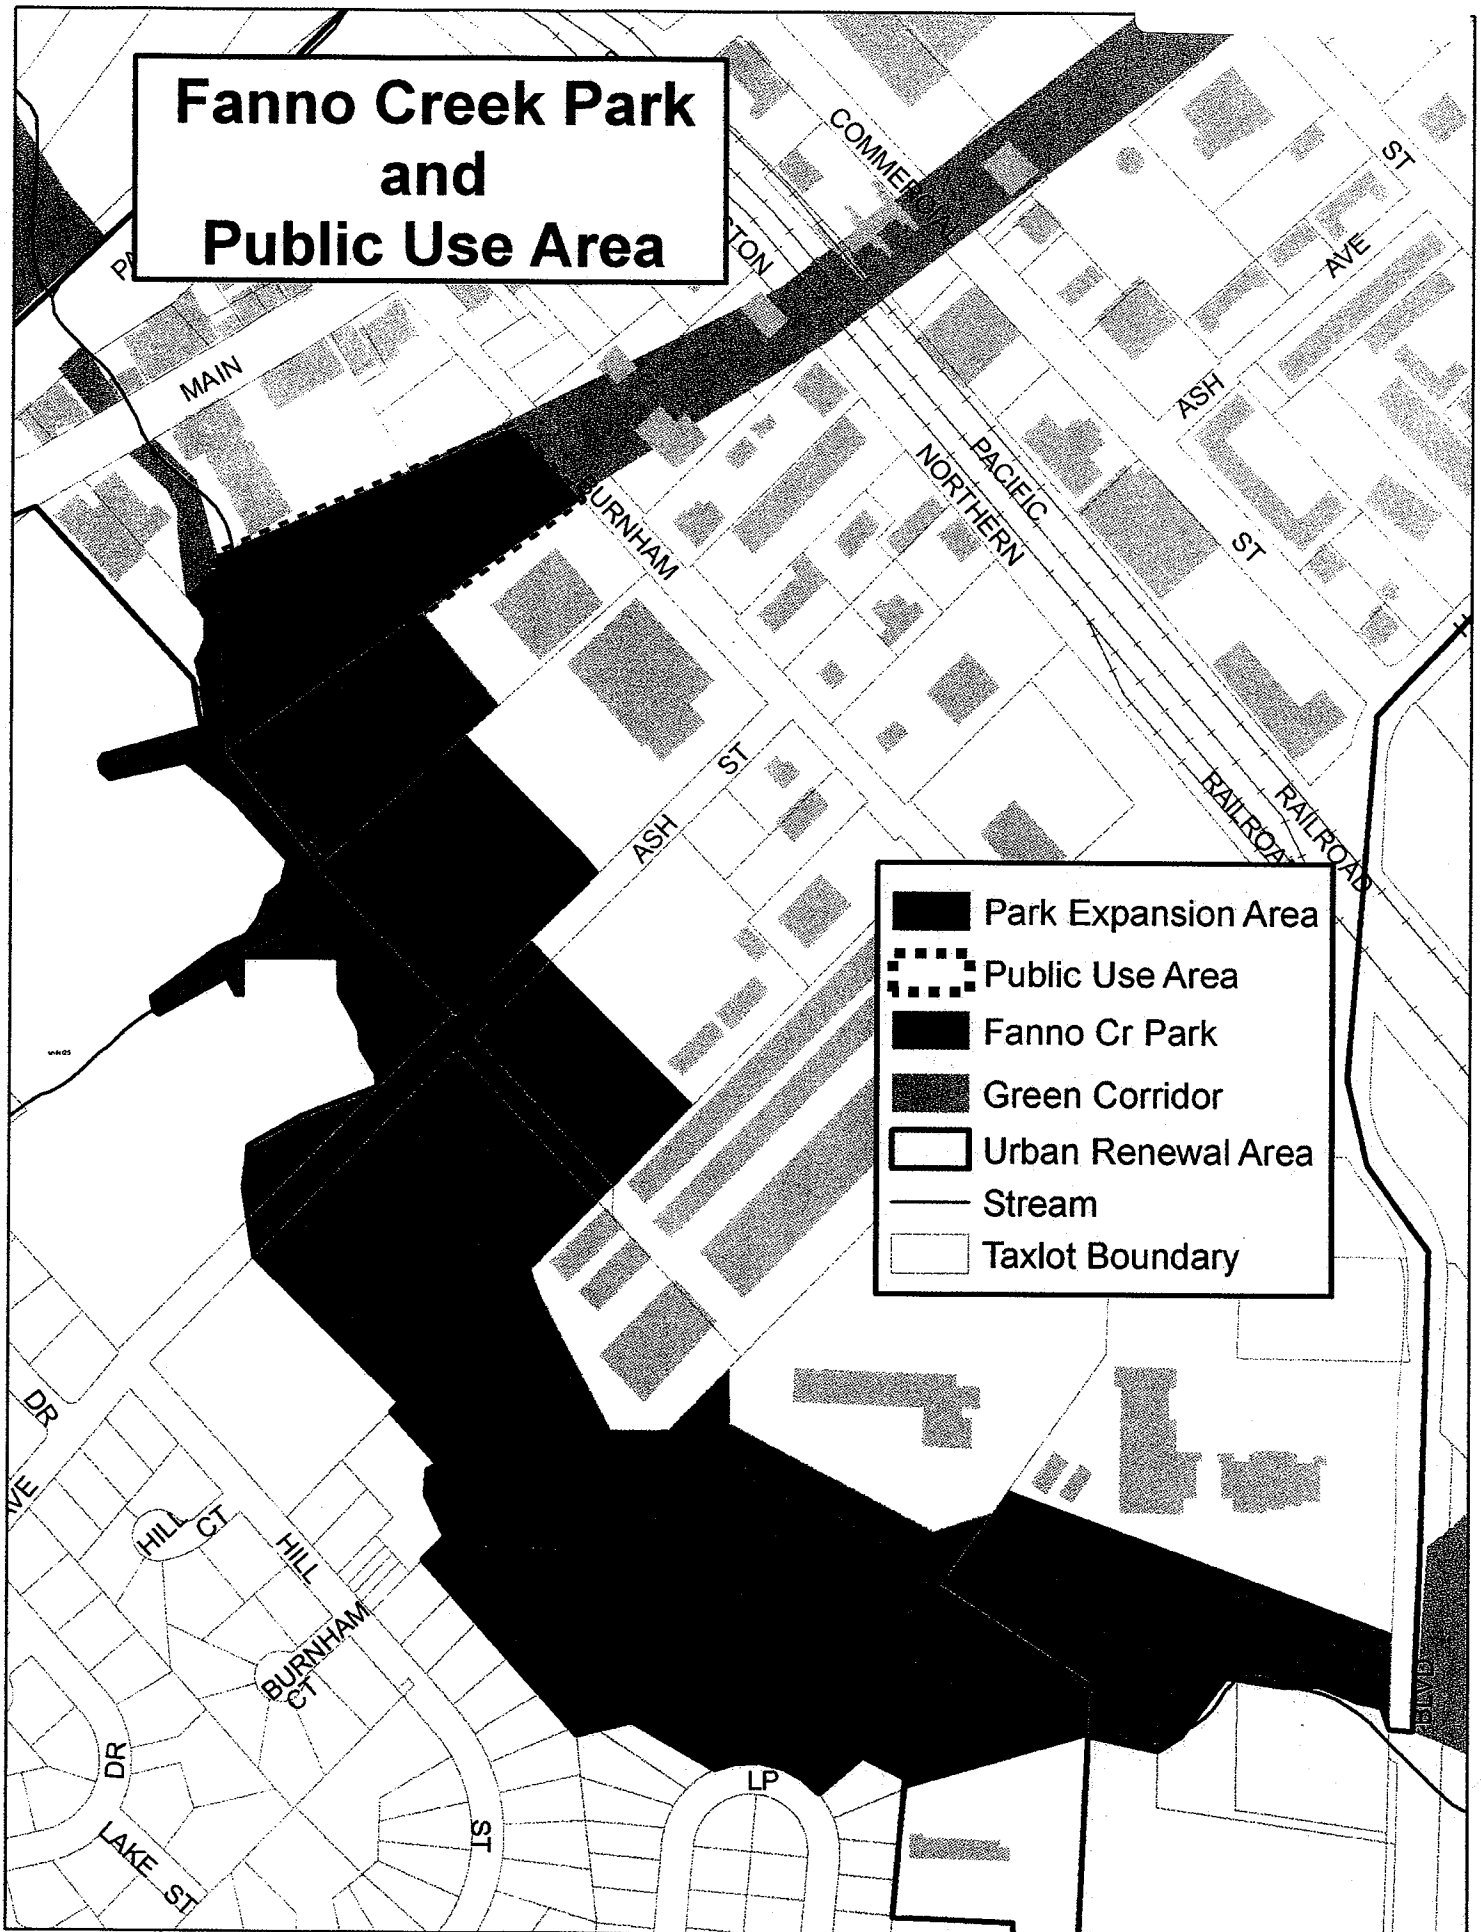 Fanno Creek Park
and
Public Use Area
COMMERCIAL
ST
AVE
ASH
MAIN
PACIFIC
NORTHERN
URNHAM
ST
ST
ASH
RAILROAD
RAILROAD
Park Expansion Area
Public Use Area
Fanno Cr Park
Green Corridor
Urban Renewal Area
Stream
Taxlot Boundary
DR
HILL
CT
HILL
BURNHAM
CT
BLVD
DR
LP
ST
LAKE
ST